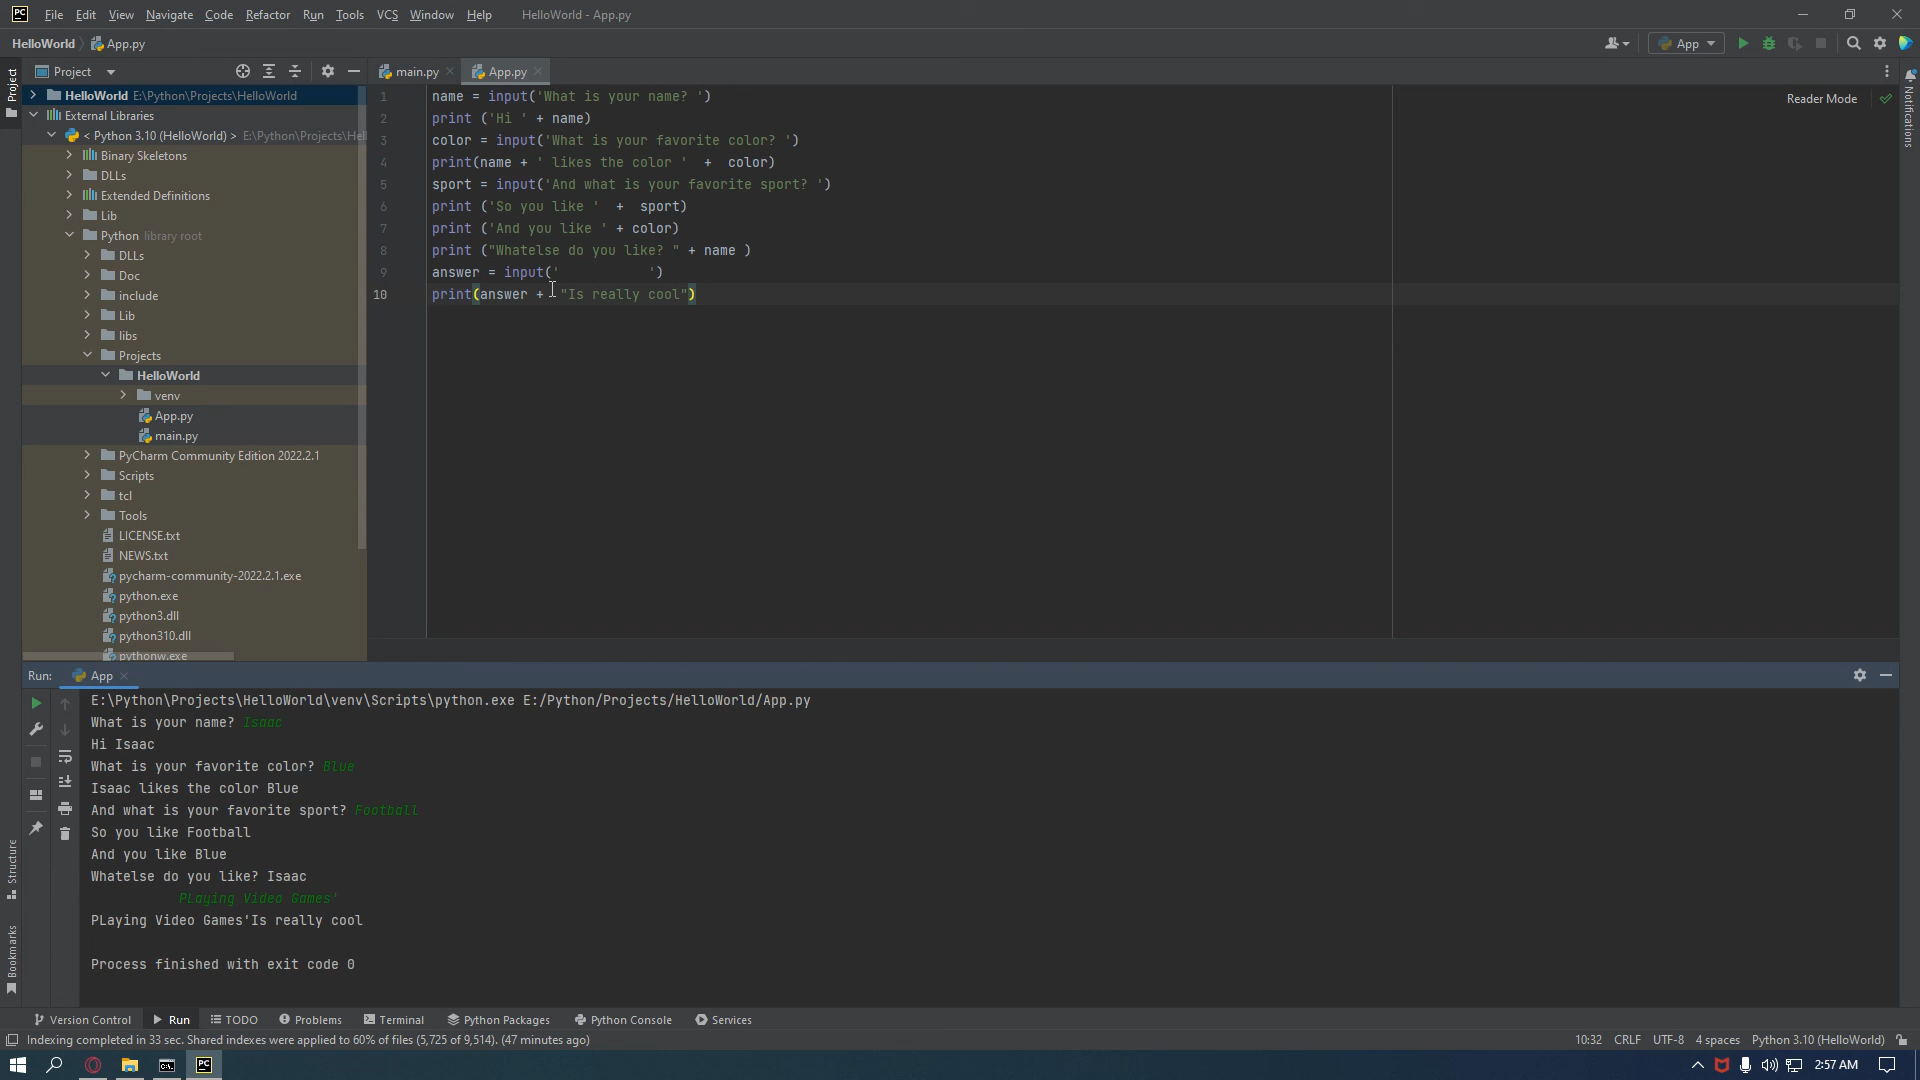 PC File Edit View Navigate Code Refactor Run Tools VCS Window Help HelloWorld - App.py
HelloWorld App.py App
Project main.py App.py
HelloWorld E:\Python\Projects\HelloWorld
External Libraries
< Python 3.10 (HelloWorld) > E:\Python\Projects\Hel
Binary Skeletons
DLLs
Extended Definitions
Lib
Python library root
DLLs
Doc
include
Lib
libs
Projects
HelloWorld
venv
App.py
main.py
PyCharm Community Edition 2022.2.1
Scripts
tcl
Tools
LICENSE.txt
NEWS.txt
pycharm-community-2022.2.1.exe
python.exe
python3.dll
python310.dll
pythonw.exe
Project
Structure
Bookmarks
1 name = input('What is your name? ')
2 print ('Hi ' + name)
3 color = input('What is your favorite color? ')
4 print(name + ' likes the color '  +  color)
5 sport = input('And what is your favorite sport? ')
6 print ('So you like '  +  sport)
7 print ('And you like ' + color)
8 print ("Whatelse do you like? " + name )
9 answer = input('           ')
10 print(answer +  "Is really cool")
Reader Mode
Notifications
Run: App
E:\Python\Projects\HelloWorld\venv\Scripts\python.exe E:/Python/Projects/HelloWorld/App.py
What is your name? Isaac
Hi Isaac
What is your favorite color? Blue
Isaac likes the color Blue
And what is your favorite sport? Football
So you like Football
And you like Blue
Whatelse do you like? Isaac
PLaying Video Games'
PLaying Video Games'Is really cool
Process finished with exit code 0
Version Control Run TODO Problems Terminal Python Packages Python Console Services
Indexing completed in 33 sec. Shared indexes were applied to 60% of files (5,725 of 9,514). (47 minutes ago) 10:32 CRLF UTF-8 4 spaces Python 3.10 (HelloWorld)
PC 2:57 AM